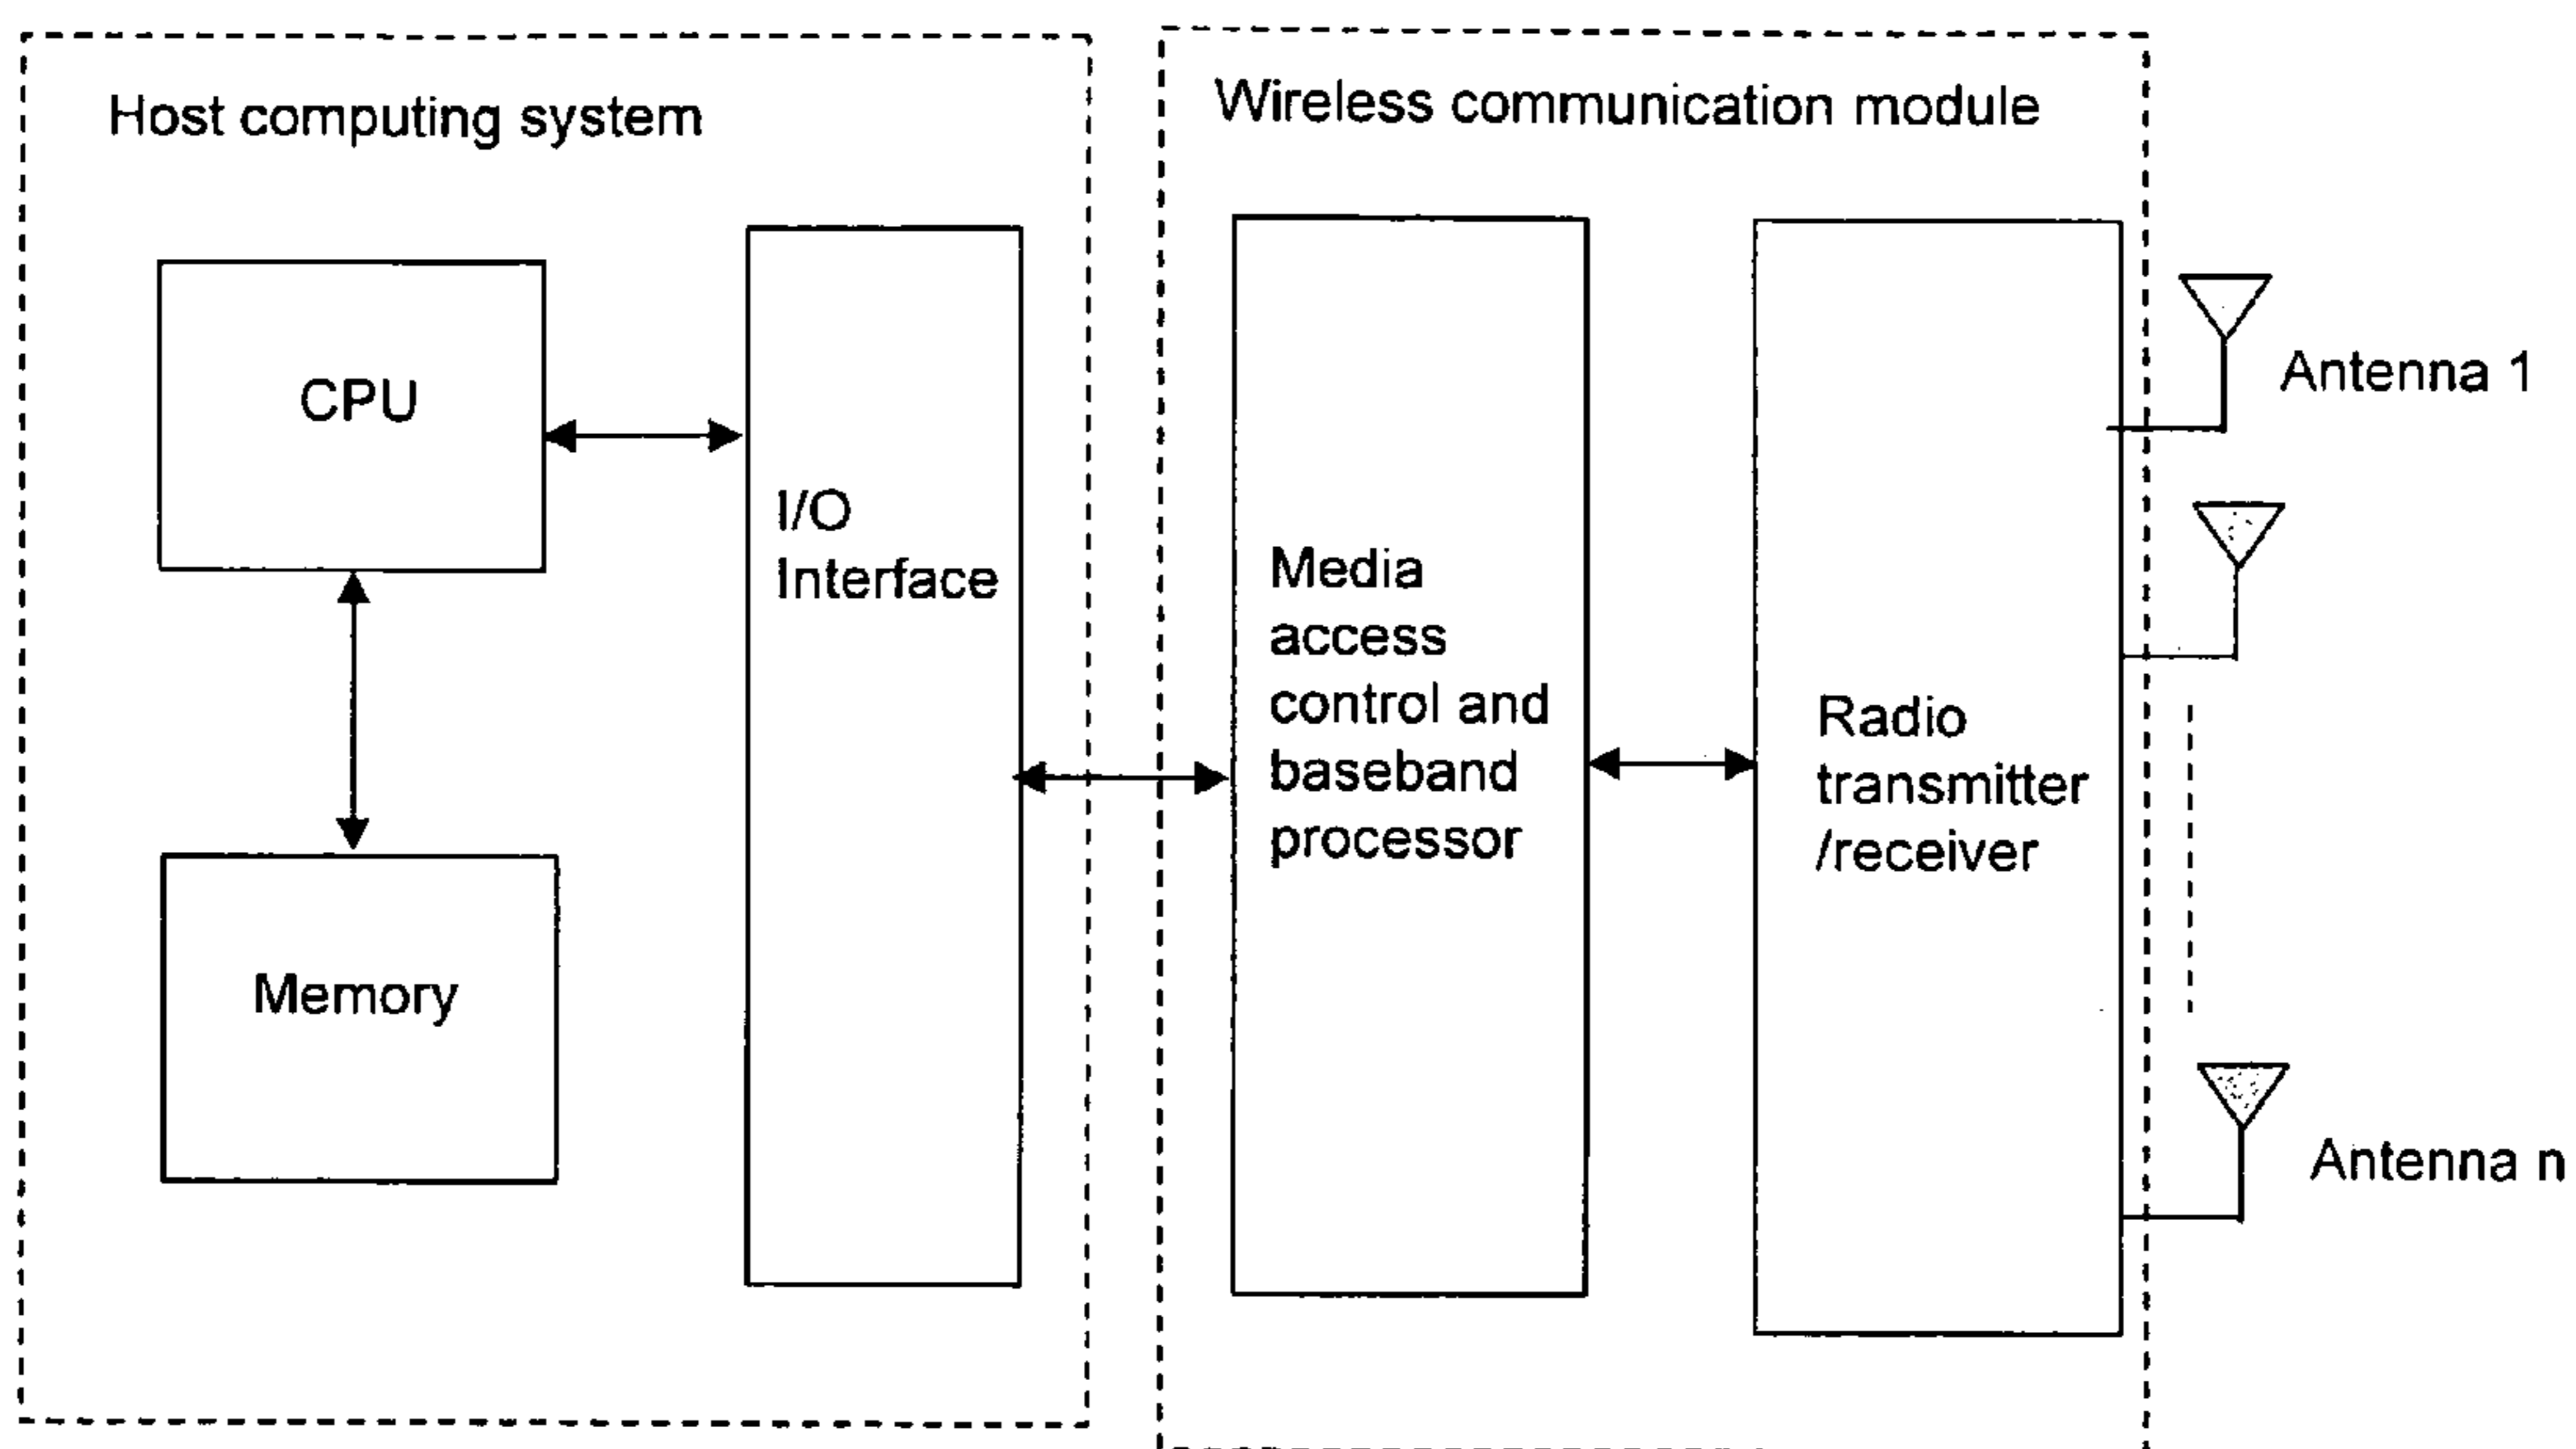 Host computing system
Wireless communication module
CPU
I/O
Interface
Memory
Media
access
control and
baseband
processor
Radio
transmitter
/receiver
Antenna 1
Antenna n